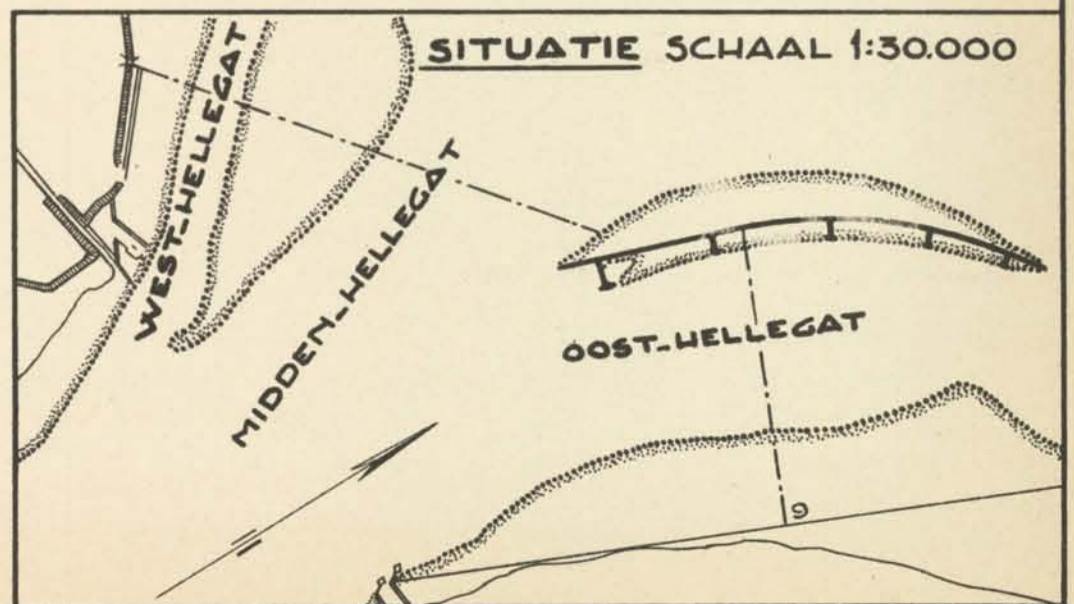 SITUATIE SCHAAL 1:30.000
WEST-HELLEGAT
MIDDEN-HELLEGAT
OOST-HELLEGAT
9